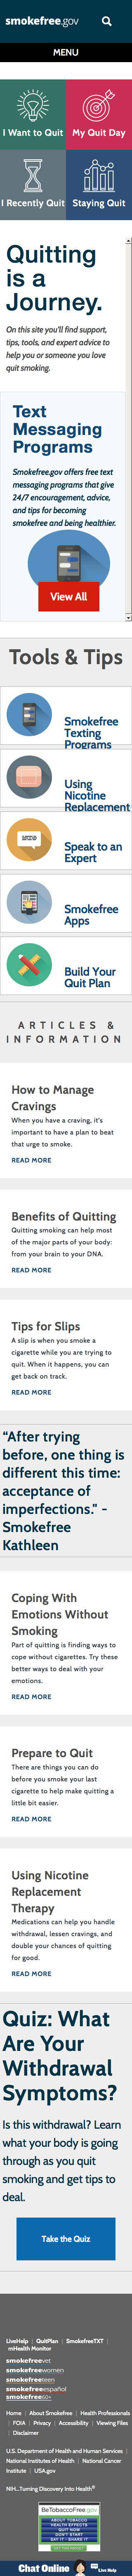 smokefree.gov
MENU
I Want to Quit
My Quit Day
I Recently Quit
Staying Quit
Quitting
is a
Journey.
On this site you'll find support,
tips, tools, and expert advice to
help you or someone you love
quit smoking.
Text
Messaging
Programs
Smokefree.gov offers free text
messaging programs that give
24/7 encouragement, advice,
and tips for becoming
smokefree and being healthier.
View All
Tools & Tips
Smokefree
Texting
Programs
Using
Nicotine
Replacement
Speak to an
Expert
Smokefree
Apps
Build Your
Quit Plan
ARTICLES &
INFORMATION
How to Manage
Cravings
When you have a craving, it's
important to have a plan to beat
that urge to smoke.
READ MORE
Benefits of Quitting
Quitting smoking can help most
of the major parts of your body:
from your brain to your DNA.
READ MORE
Tips for Slips
A slip is when you smoke a
cigarette while you are trying to
quit. When it happens, you can
get back on track.
READ MORE
"After trying
before, one thing is
different this time:
acceptance of
imperfections." -
Smokefree
Kathleen
Coping With
Emotions Without
Smoking
Part of quitting is finding ways to
cope without cigarettes. Try these
better ways to deal with your
emotions.
READ MORE
Prepare to Quit
There are things you can do
before you smoke your last
cigarette to help make quitting a
little bit easier.
READ MORE
Using Nicotine
Replacement
Therapy
Medications can help you handle
withdrawal, lessen cravings, and
double your chances of quitting
for good.
READ MORE
Quiz: What
Are Your
Withdrawal
Symptoms?
Is this withdrawal? Learn
what your body is going
through as you quit
smoking and get tips to
deal.
Take the Quiz
LiveHelp | QuitPlan | SmokefreeTXT |
mHealth Monitor
smokefreevet
smokefreewomen
smokefreeteen
smokefreeespañol
smokefree60+
Home | About Smokefree | Health Professionals
| FOIA | Privacy | Accessibility | Viewing Files
| Disclaimer
U.S. Department of Health and Human Services |
National Institutes of Health | National Cancer
Institute | USA.gov
NIH...Turning Discovery Into Health®
BeTobaccoFree.gov
ABOUT TOBACCO
HEALTH EFFECTS
QUIT NOW
DON'T START
SAY IT - SHARE IT
Chat Online
Live Help